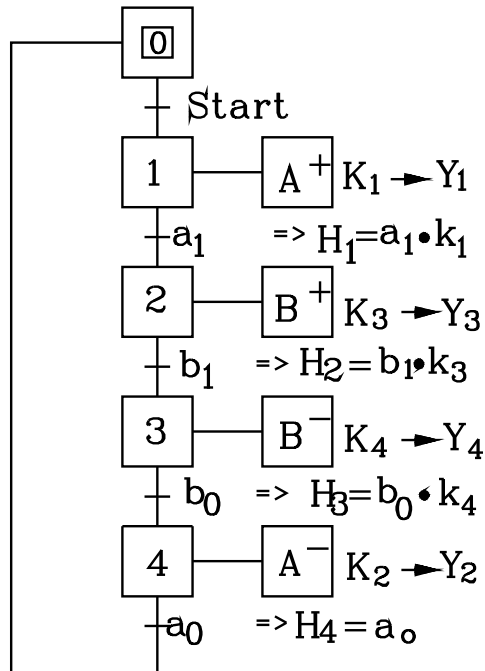 0
Start
1 A⁺ K₁ → Y₁
a₁ => H₁=a₁•k₁
2 B⁺ K₃ → Y₃
b₁ => H₂=b₁•k₃
3 B⁻ K₄ → Y₄
b₀ => H₃=b₀•k₄
4 A⁻ K₂ → Y₂
a₀ => H₄=a₀